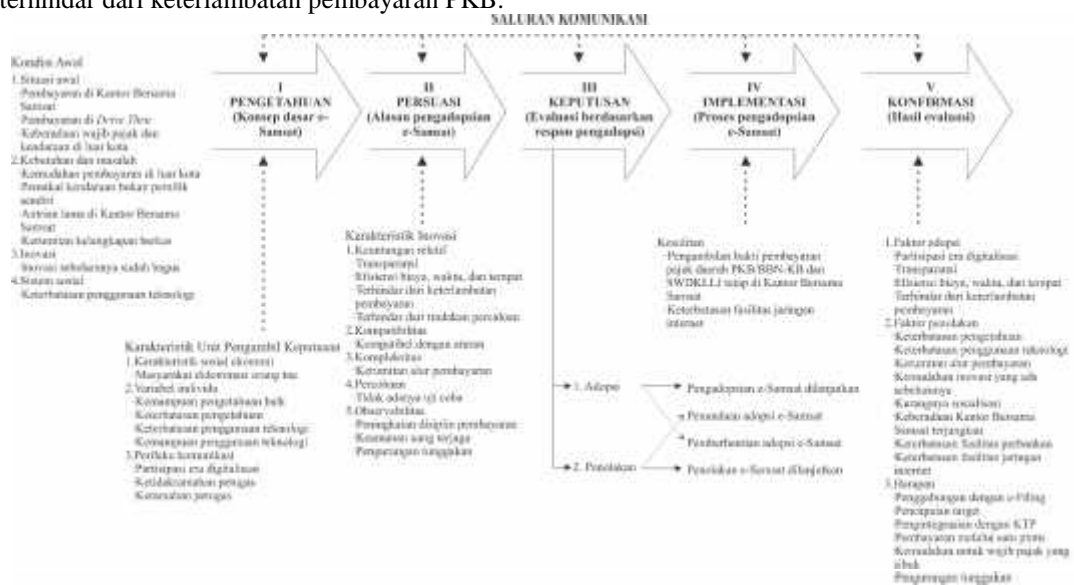 terhindar dari keterlambatan pembayaran PKB.
SALURAN KOMUNIKASI
Kondisi Awal
1.Situasi awal
Pembayaran di Kantor Bersama
Samsat
Pembayaran di Drive Thru
Keberadaan wajib pajak dan
kendaraan di luar kota
2.Kebutuhan dan masalah
Kemudahan pembayaran di luar kota
Pemakai kendaraan bukan pemilik
sendiri
Antrian lama di Kantor Bersama
Samsat
Kerumitan kelengkapan berkas
3.Inovasi
Inovasi sebelumnya sudah bagus
4.Sistem sosial
Keterbatasan penggunaan teknologi
I
PENGETAHUAN
(Konsep dasar e-
Samsat)
II
PERSUASI
(Alasan pengadopsian
e-Samsat)
III
KEPUTUSAN
(Evaluasi berdasarkan
respon pengadopsi)
IV
IMPLEMENTASI
(Proses pengadopsian
e-Samsat)
V
KONFIRMASI
(Hasil evaluasi)
Karakteristik Unit Pengambil Keputusan
1.Karakteristik sosial ekonomi
Masyarakat didominasi orang tua
2.Variabel individu
Kemampuan pengetahuan baik
Keterbatasan pengetahuan
Keterbatasan penggunaan teknologi
Kemampuan penggunaan teknologi
3.Perilaku komunikasi
Partisipasi era digitalisasi
Ketidakramahan petugas
Keramahan petugas
Karakteristik Inovasi
1.Keuntungan relatif
Transparansi
Efisiensi biaya, waktu, dan tempat
Terhindar dari keterlambatan
pembayaran
Terhindar dari tindakan percaloan
2.Kompatibilitas
Kompatibel dengan aturan
3.Kompleksitas
Kerumitan alur pembayaran
4.Percobaan
Tidak adanya uji coba
5.Observabilitas
Peningkatan disiplin pembayaran
Keamanan uang terjaga
Pengurangan tunggakan
1. Adopsi
2. Penolakan
Pengadopsian e-Samsat dilanjutkan
Penundaan adopsi e-Samsat
Pemberhentian adopsi e-Samsat
Penolakan e-Samsat dilanjutkan
Kesulitan
Pengambilan bukti pembayaran
pajak daerah PKB/BBN-KB dan
SWDKLLJ tetap di Kantor Bersama
Samsat
Keterbatasan fasilitas jaringan
internet
1.Faktor adopsi
Partisipasi era digitalisasi
Transparansi
Efisiensi biaya, waktu, dan tempat
Terhindar dari keterlambatan
pembayaran
2.Faktor penolakan
Keterbatasan pengetahuan
Keterbatasan penggunaan teknologi
Kerumitan alur pembayaran
Kemudahan inovasi yang ada
sebelumnya
Kurangnya sosialisasi
Keberadaan Kantor Bersama
Samsat terjangkau
Keterbatasan fasilitas perbankan
Keterbatasan fasilitas jaringan
internet
3.Harapan
Penggabungan dengan e-Filing
Pencapaian target
Pengintegrasian dengan KTP
Pembayaran melalui satu pintu
Kemudahan untuk wajib pajak yang
sibuk
Pengurangan tunggakan